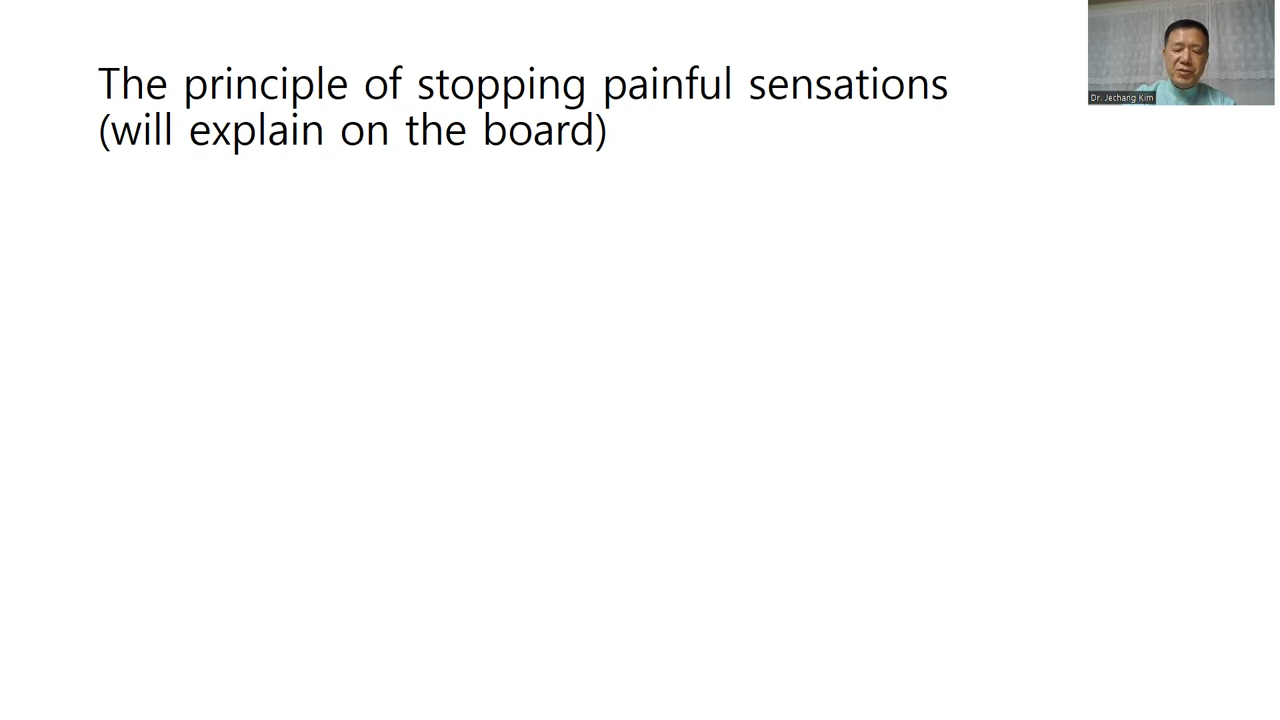 The principle of stopping painful sensations
(will explain on the board)
Dr. Jechang Kim